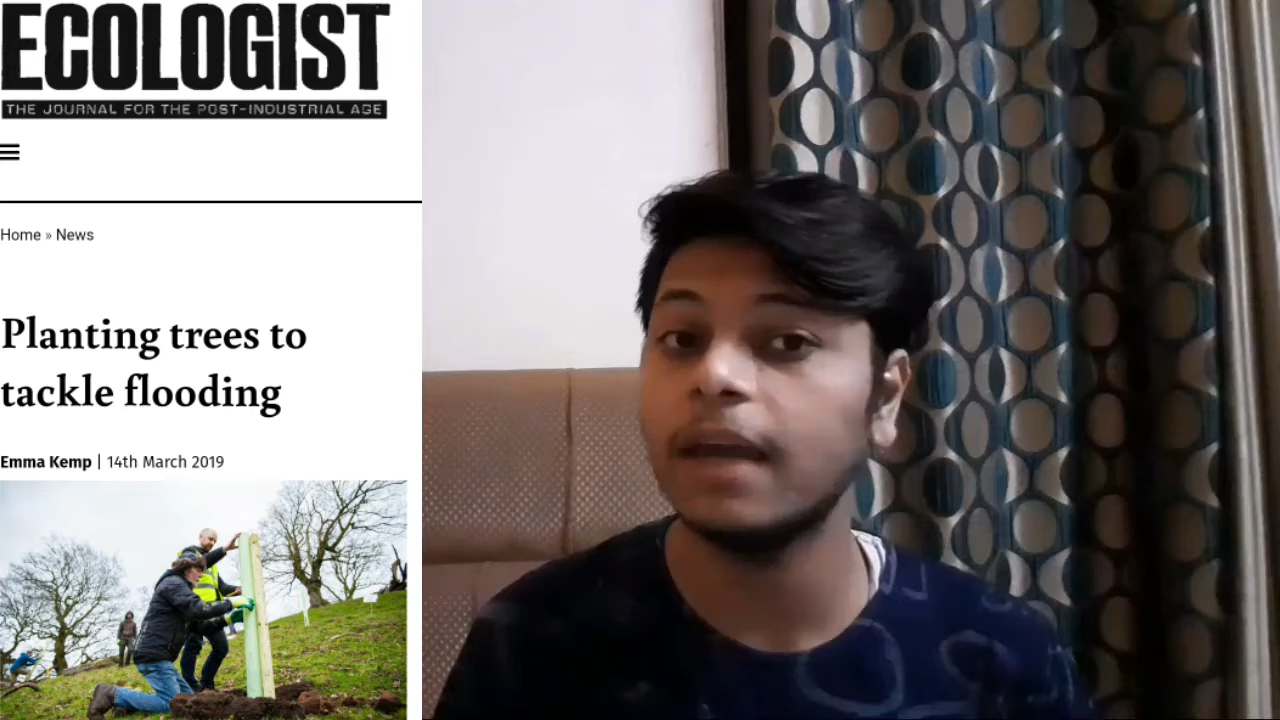 ECOLOGIST
THE JOURNAL FOR THE POST-INDUSTRIAL AGE
Home » News
Planting trees to
tackle flooding
Emma Kemp | 14th March 2019